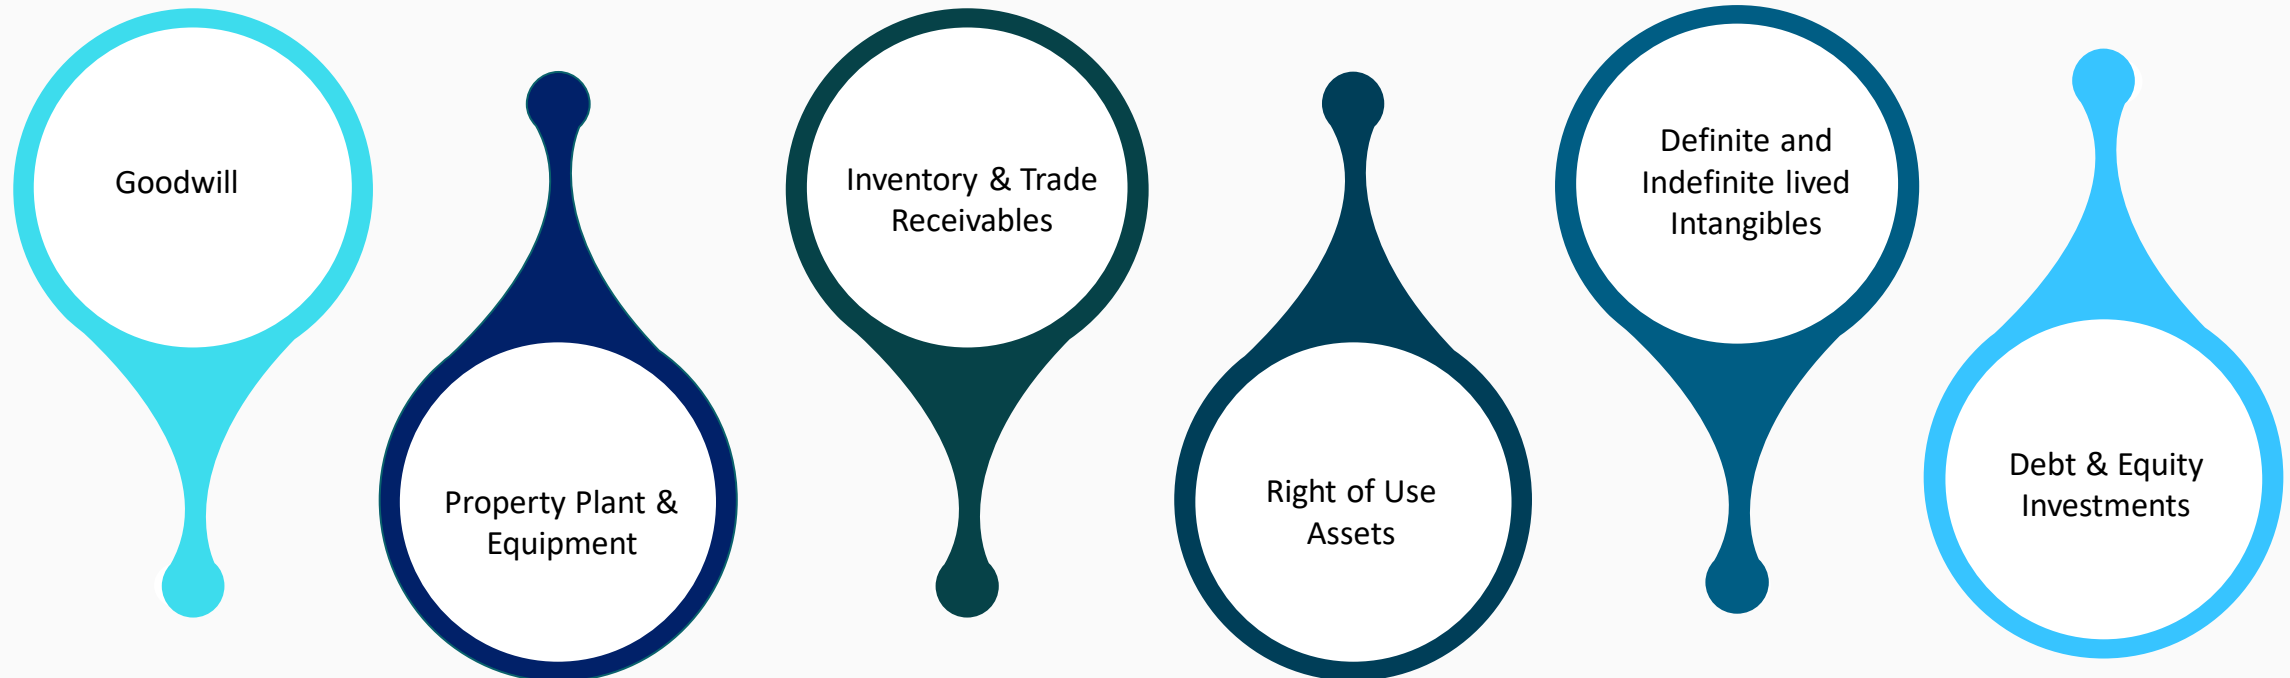 Goodwill
Property Plant &
Equipment
Inventory & Trade
Receivables
Right of Use
Assets
Definite and
Indefinite lived
Intangibles
Debt & Equity
Investments